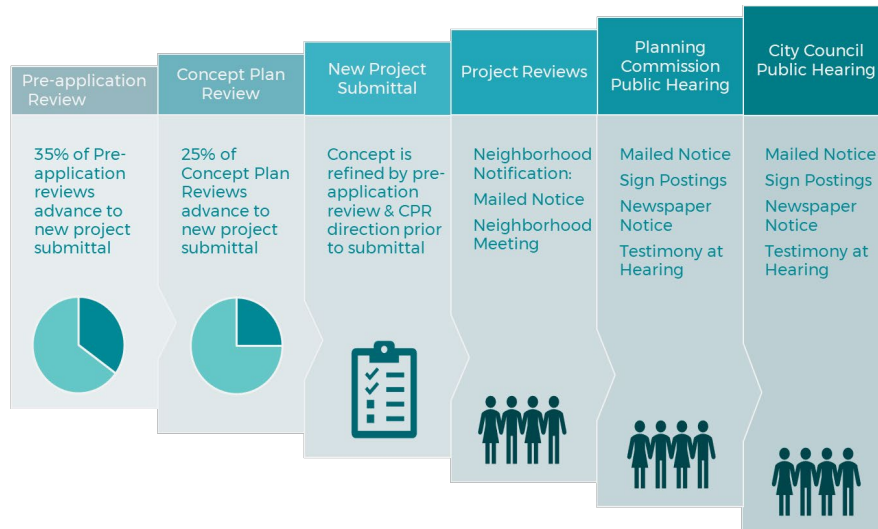 Pre-application
Review
35% of Pre-
application
reviews
advance to
new project
submittal
Concept Plan
Review
25% of
Concept Plan
Reviews
advance to
new project
submittal
New Project
Submittal
Concept is
refined by pre-
application
review & CPR
direction prior
to submittal
Project Reviews
Neighborhood
Notification:
Mailed Notice
Neighborhood
Meeting
Planning
Commission
Public Hearing
Mailed Notice
Sign Postings
Newspaper
Notice
Testimony at
Hearing
City Council
Public Hearing
Mailed Notice
Sign Postings
Newspaper
Notice
Testimony at
Hearing